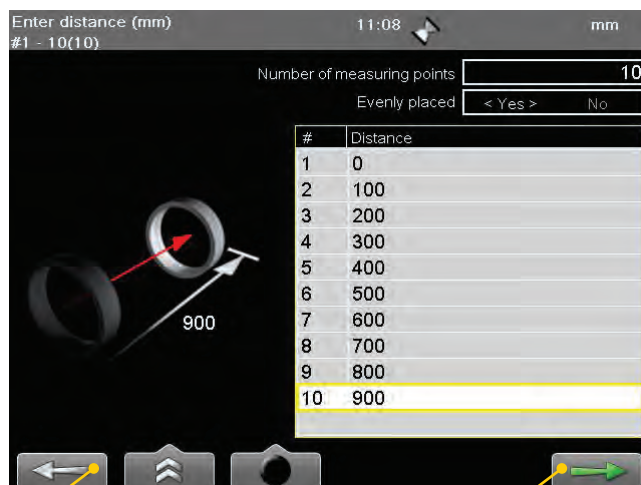 Enter distance (mm) 11:08 mm
#1 - 10(10)
Number of measuring points 10
Evenly placed < Yes > No
# Distance
1 0
2 100
3 200
4 300
5 400
6 500
7 600
8 700
9 800
10 900
900